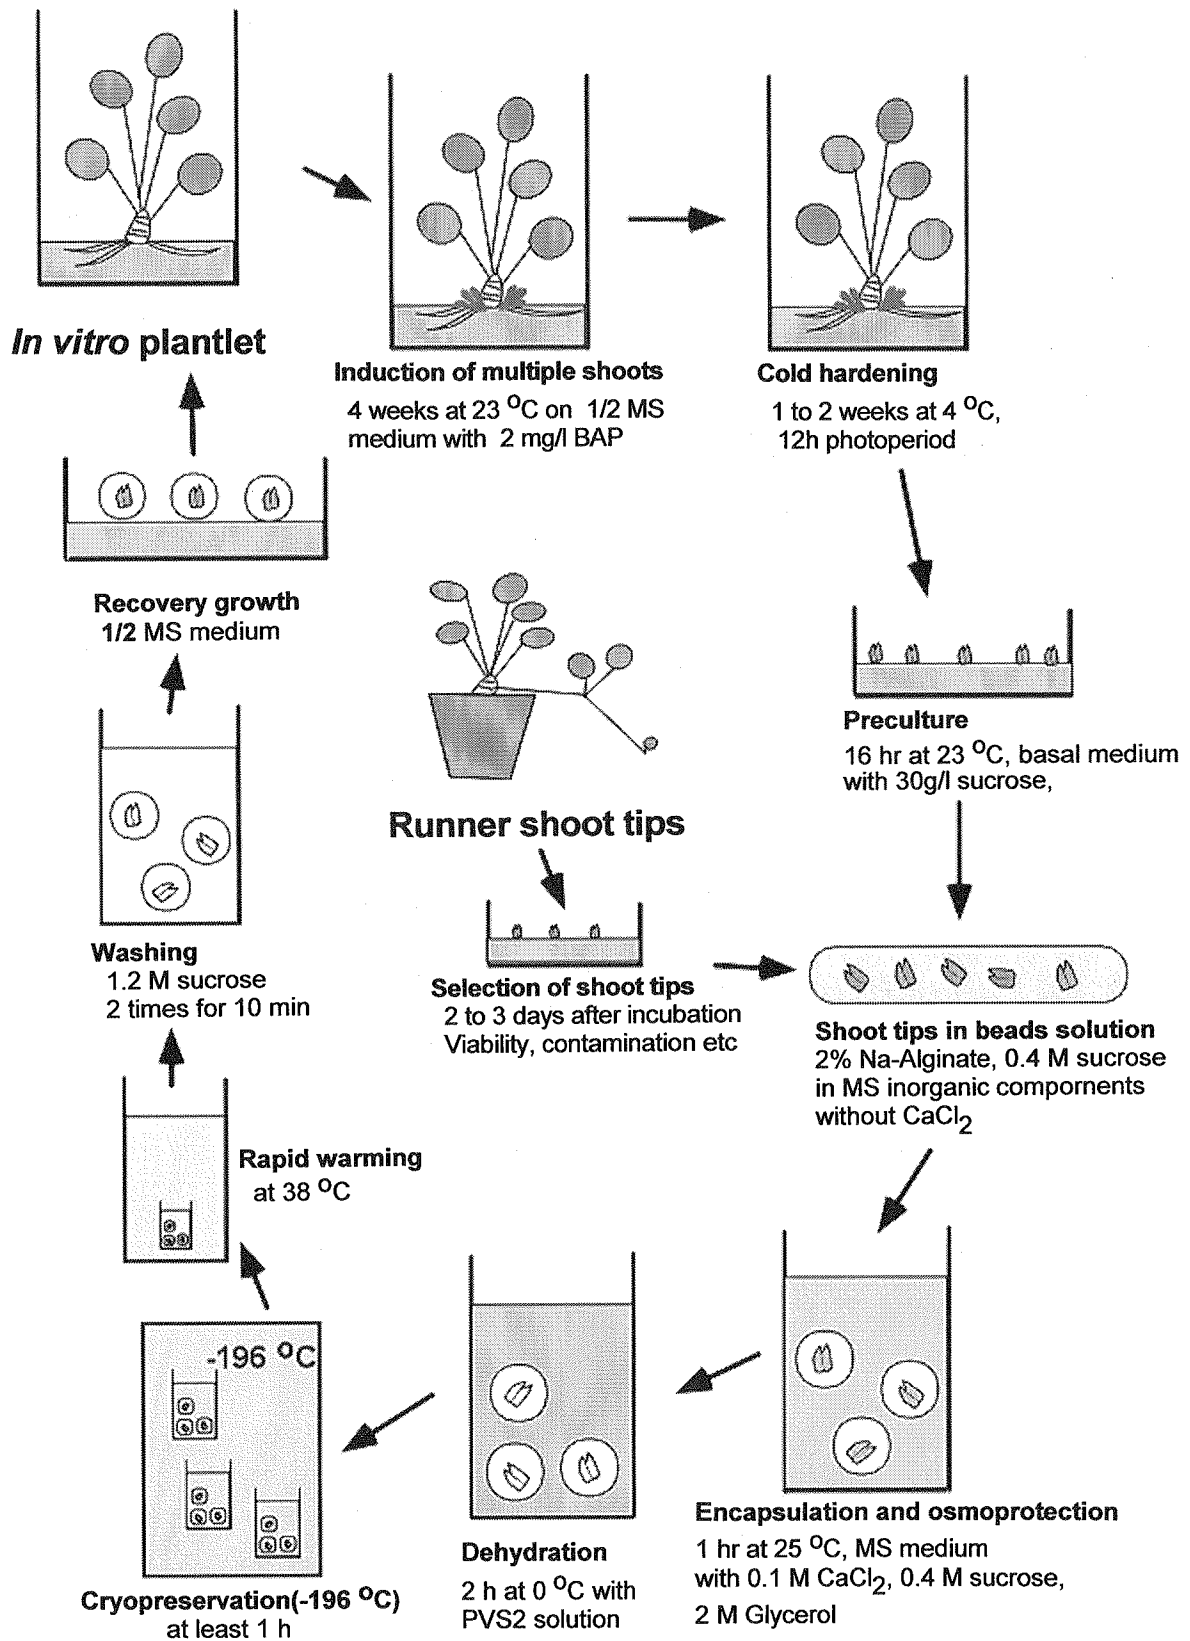 In vitro plantlet
Induction of multiple shoots
4 weeks at 23 °C on 1/2 MS
medium with 2 mg/l BAP
Cold hardening
1 to 2 weeks at 4 °C,
12h photoperiod
Preculture
16 hr at 23 °C, basal medium
with 30g/l sucrose,
Runner shoot tips
Selection of shoot tips
2 to 3 days after incubation
Viability, contamination etc
Shoot tips in beads solution
2% Na-Alginate, 0.4 M sucrose
in MS inorganic compornents
without CaCl₂
Encapsulation and osmoprotection
1 hr at 25 °C, MS medium
with 0.1 M CaCl₂, 0.4 M sucrose,
2 M Glycerol
Dehydration
2 h at 0 °C with
PVS2 solution
-196 °C
Cryopreservation(-196 °C)
at least 1 h
Rapid warming
at 38 °C
Washing
1.2 M sucrose
2 times for 10 min
Recovery growth
1/2 MS medium